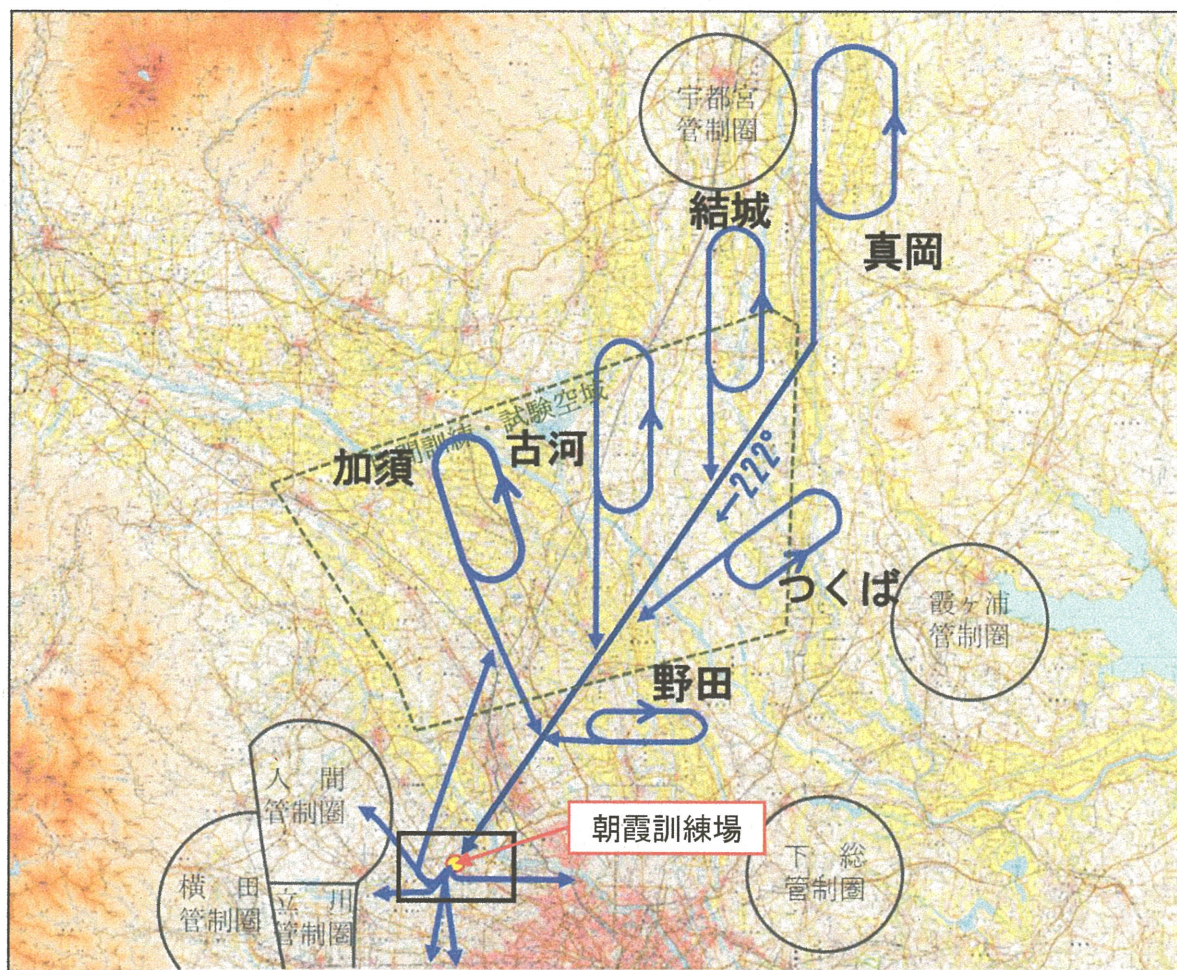 宇都宮
管制圏
結城
真岡
入間訓練・試験空域
加須
古河
←222°
つくば
霞ヶ浦
管制圏
野田
入 間
管制圏
朝霞訓練場
下 総
管制圏
横 田
管制圏
立 川
管制圏